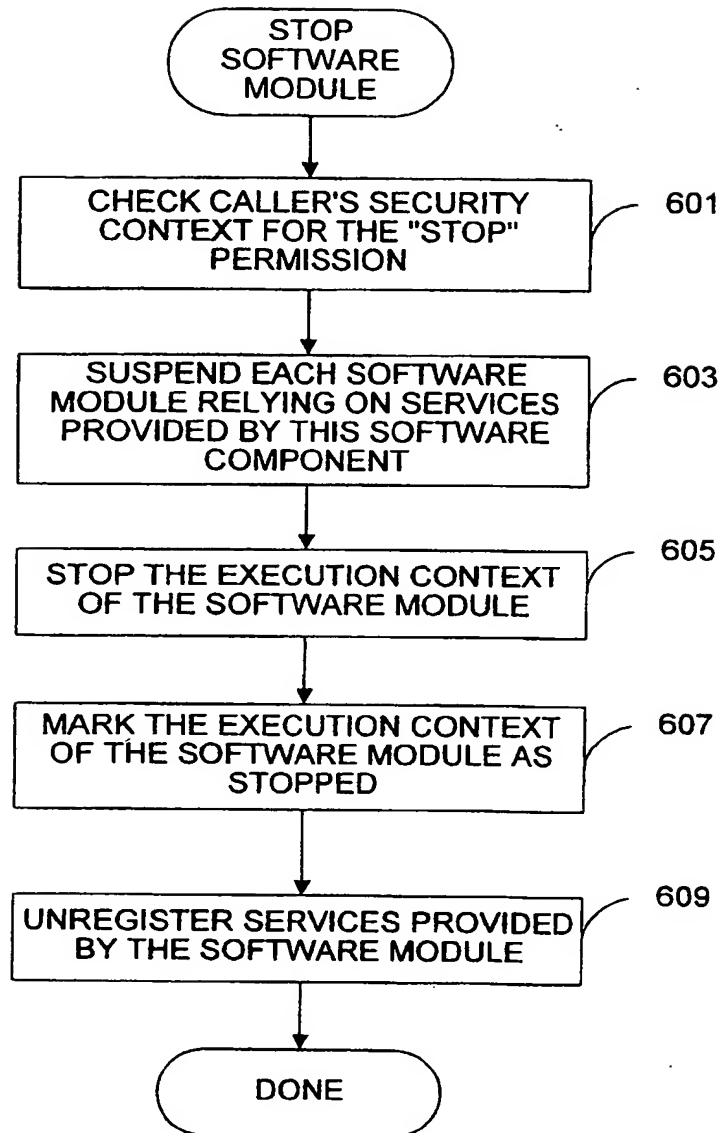 STOP
SOFTWARE
MODULE
CHECK CALLER'S SECURITY
CONTEXT FOR THE "STOP"
PERMISSION
601
SUSPEND EACH SOFTWARE
MODULE RELYING ON SERVICES
PROVIDED BY THIS SOFTWARE
COMPONENT
603
STOP THE EXECUTION CONTEXT
OF THE SOFTWARE MODULE
605
MARK THE EXECUTION CONTEXT
OF THE SOFTWARE MODULE AS
STOPPED
607
UNREGISTER SERVICES PROVIDED
BY THE SOFTWARE MODULE
609
DONE